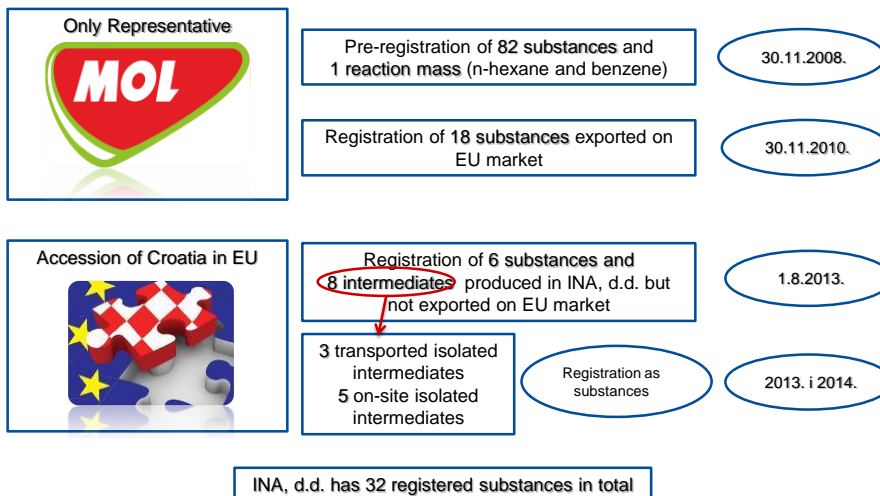 Only Representative
MOL
Pre-registration of 82 substances and
1 reaction mass (n-hexane and benzene)
30.11.2008.
Registration of 18 substances exported on
EU market
30.11.2010.
Accession of Croatia in EU
Registration of 6 substances and
8 intermediates produced in INA, d.d. but
not exported on EU market
1.8.2013.
3 transported isolated
intermediates
5 on-site isolated
intermediates
Registration as
substances
2013. i 2014.
INA, d.d. has 32 registered substances in total